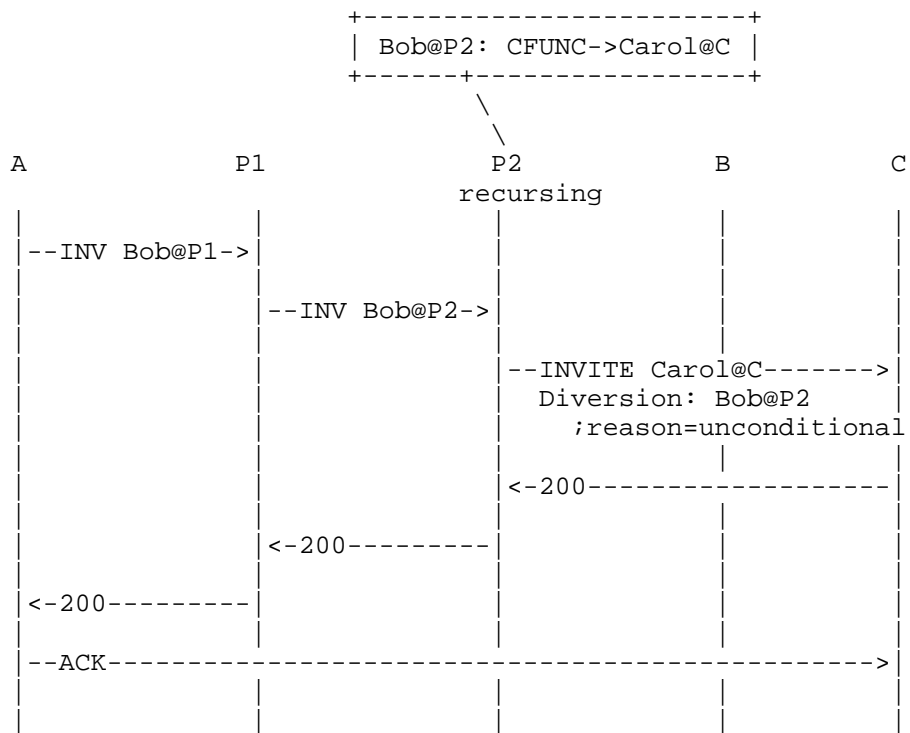 Bob@P2: CFUNC->Carol@C
A P1 P2 B C
recursing
--INV Bob@P1->
--INV Bob@P2->
--INVITE Carol@C------->
Diversion: Bob@P2
;reason=unconditional
<-200--------------------
<-200---------
<-200---------
--ACK--------------------------------------------------->